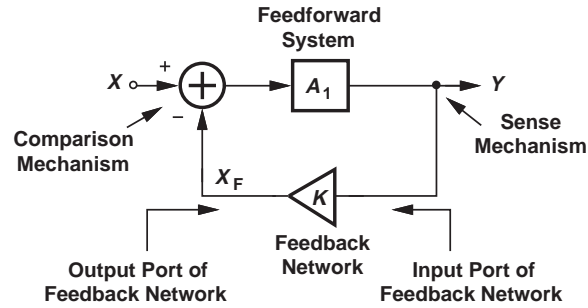 Feedforward
System
X
+
A1
Y
−
Comparison
Mechanism
Sense
Mechanism
XF
K
Feedback
Network
Output Port of
Feedback Network
Input Port of
Feedback Network